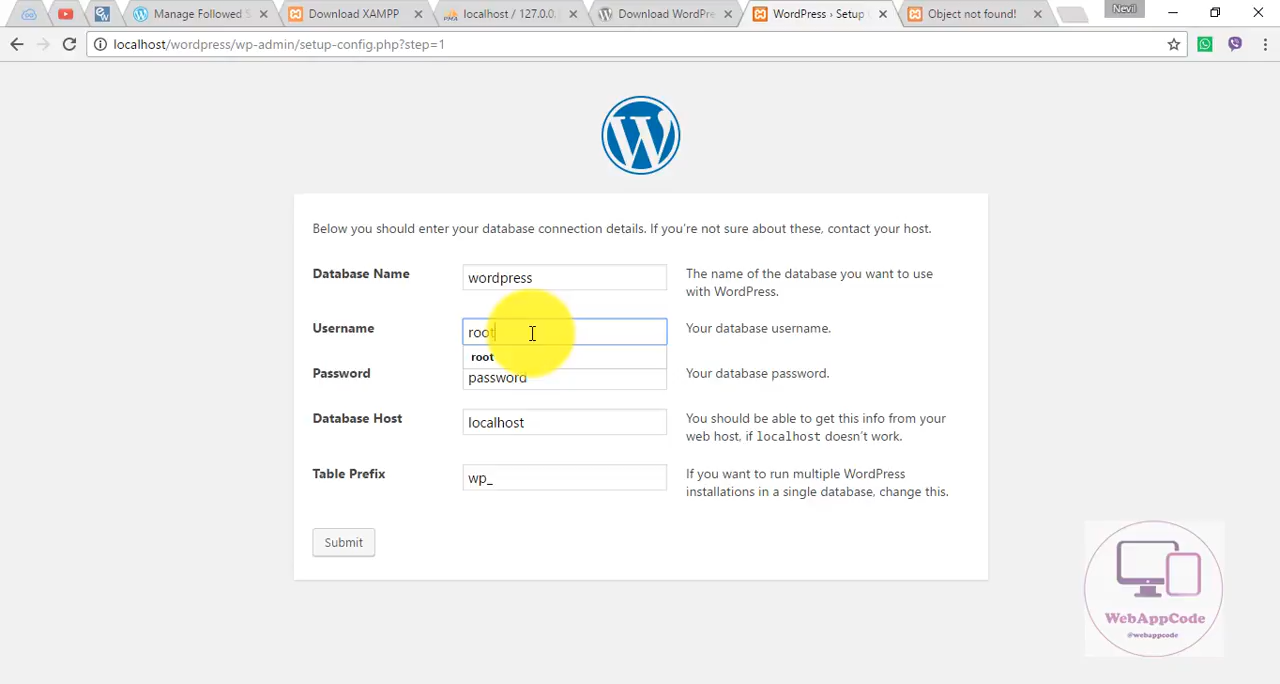 Manage Followed S
Download XAMPP
localhost / 127.0.0.
Download WordPre
WordPress › Setup
Object not found!
Nevil
localhost/wordpress/wp-admin/setup-config.php?step=1
Below you should enter your database connection details. If you're not sure about these, contact your host.
Database Name
wordpress
The name of the database you want to use
with WordPress.
Username
root
Your database username.
root
Password
password
Your database password.
Database Host
localhost
You should be able to get this info from your
web host, if localhost doesn't work.
Table Prefix
wp_
If you want to run multiple WordPress
installations in a single database, change this.
Submit
WebAppCode
@webappcode